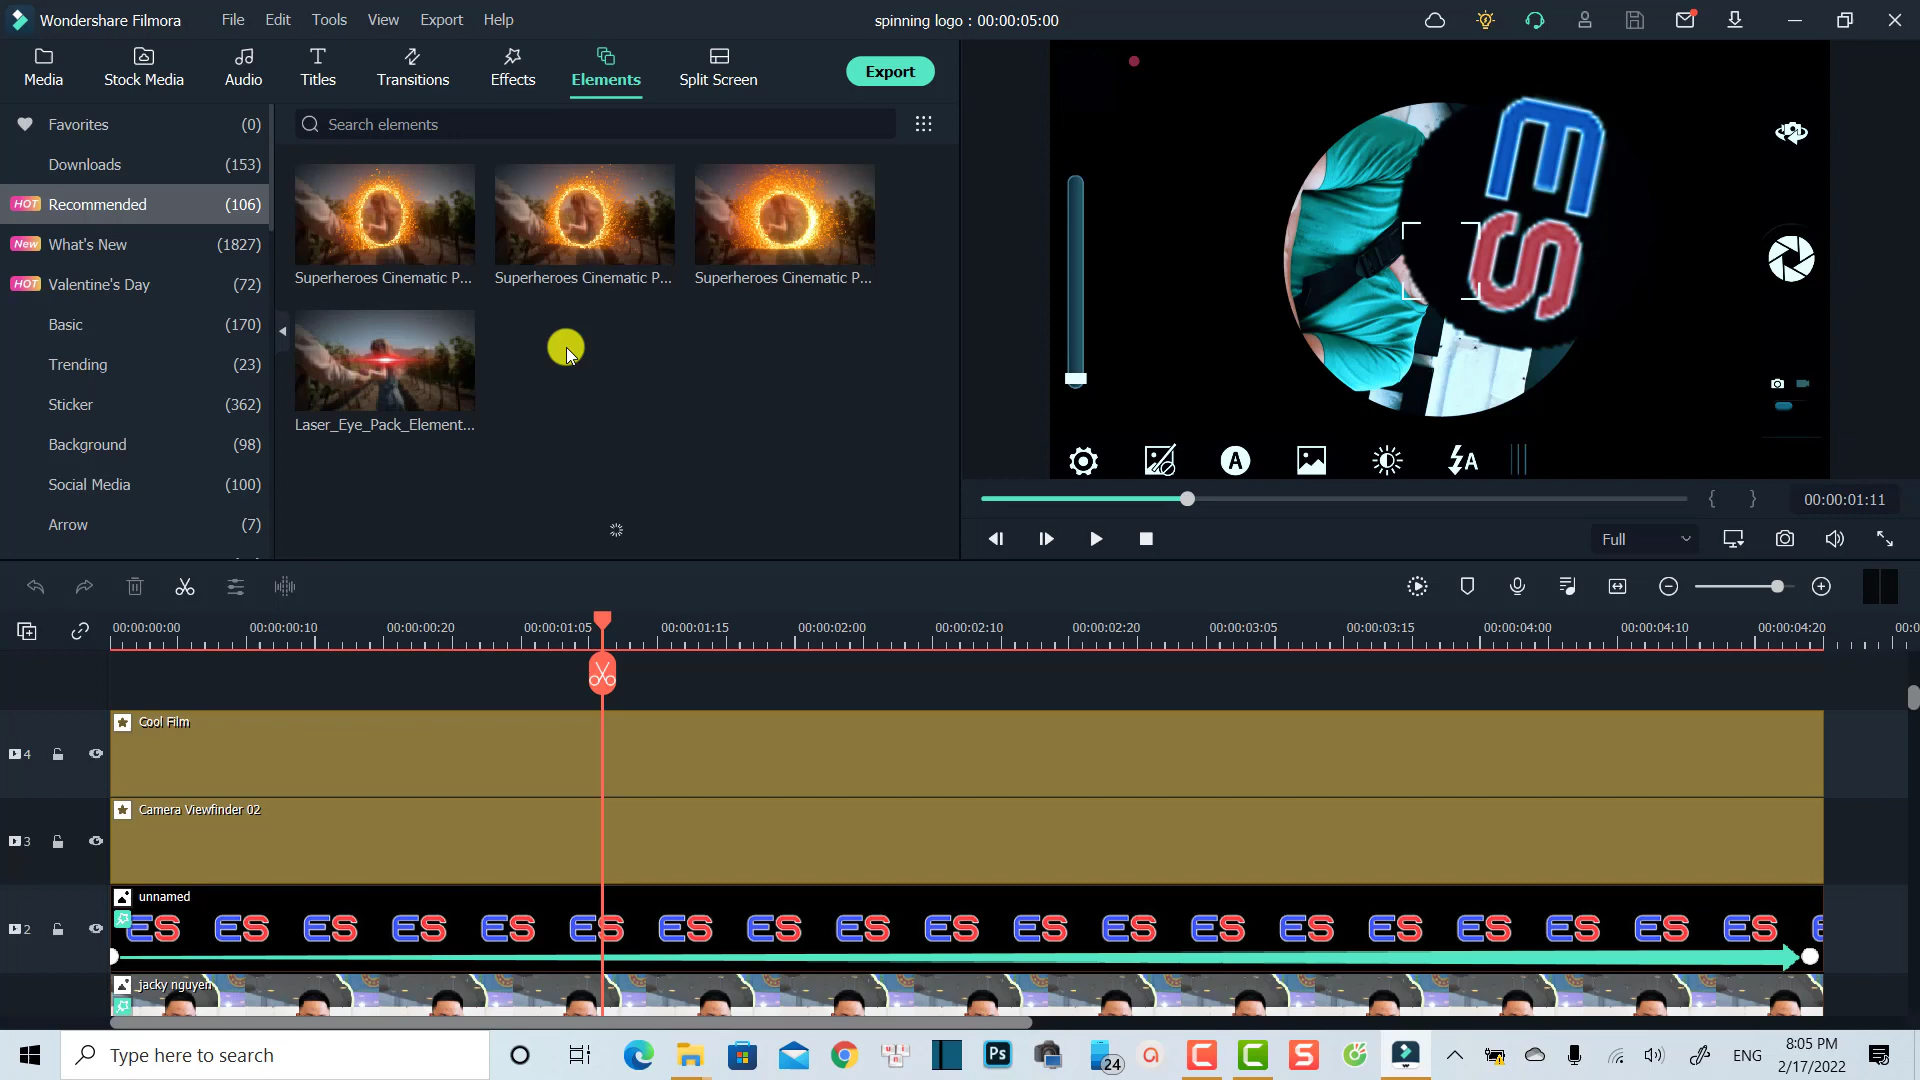 Wondershare Filmora
File
Edit
Tools
View
Export
Help
spinning logo : 00:00:05:00
Media
Stock Media
Audio
Titles
Transitions
Effects
Elements
Split Screen
Export
Favorites (0)
Downloads (153)
HOT Recommended (106)
New What's New (1827)
HOT Valentine's Day (72)
Basic (170)
Trending (23)
Sticker (362)
Background (98)
Social Media (100)
Arrow (7)
Search elements
Superheroes Cinematic P...
Superheroes Cinematic P...
Superheroes Cinematic P...
Laser_Eye_Pack_Element...
ES
A
A
{ }
00:00:01:11
Full
00:00:00:00
00:00:00:10
00:00:00:20
00:00:01:05
00:00:01:15
00:00:02:00
00:00:02:10
00:00:02:20
00:00:03:05
00:00:03:15
00:00:04:00
00:00:04:10
00:00:04:20
00:0
4
Cool Film
3
Camera Viewfinder 02
2
unnamed
ES ES ES ES ES ES ES ES ES ES ES ES ES ES ES ES ES ES ES
jacky nguyen
Type here to search
Ps
24
C
C
S
ENG
8:05 PM
2/17/2022